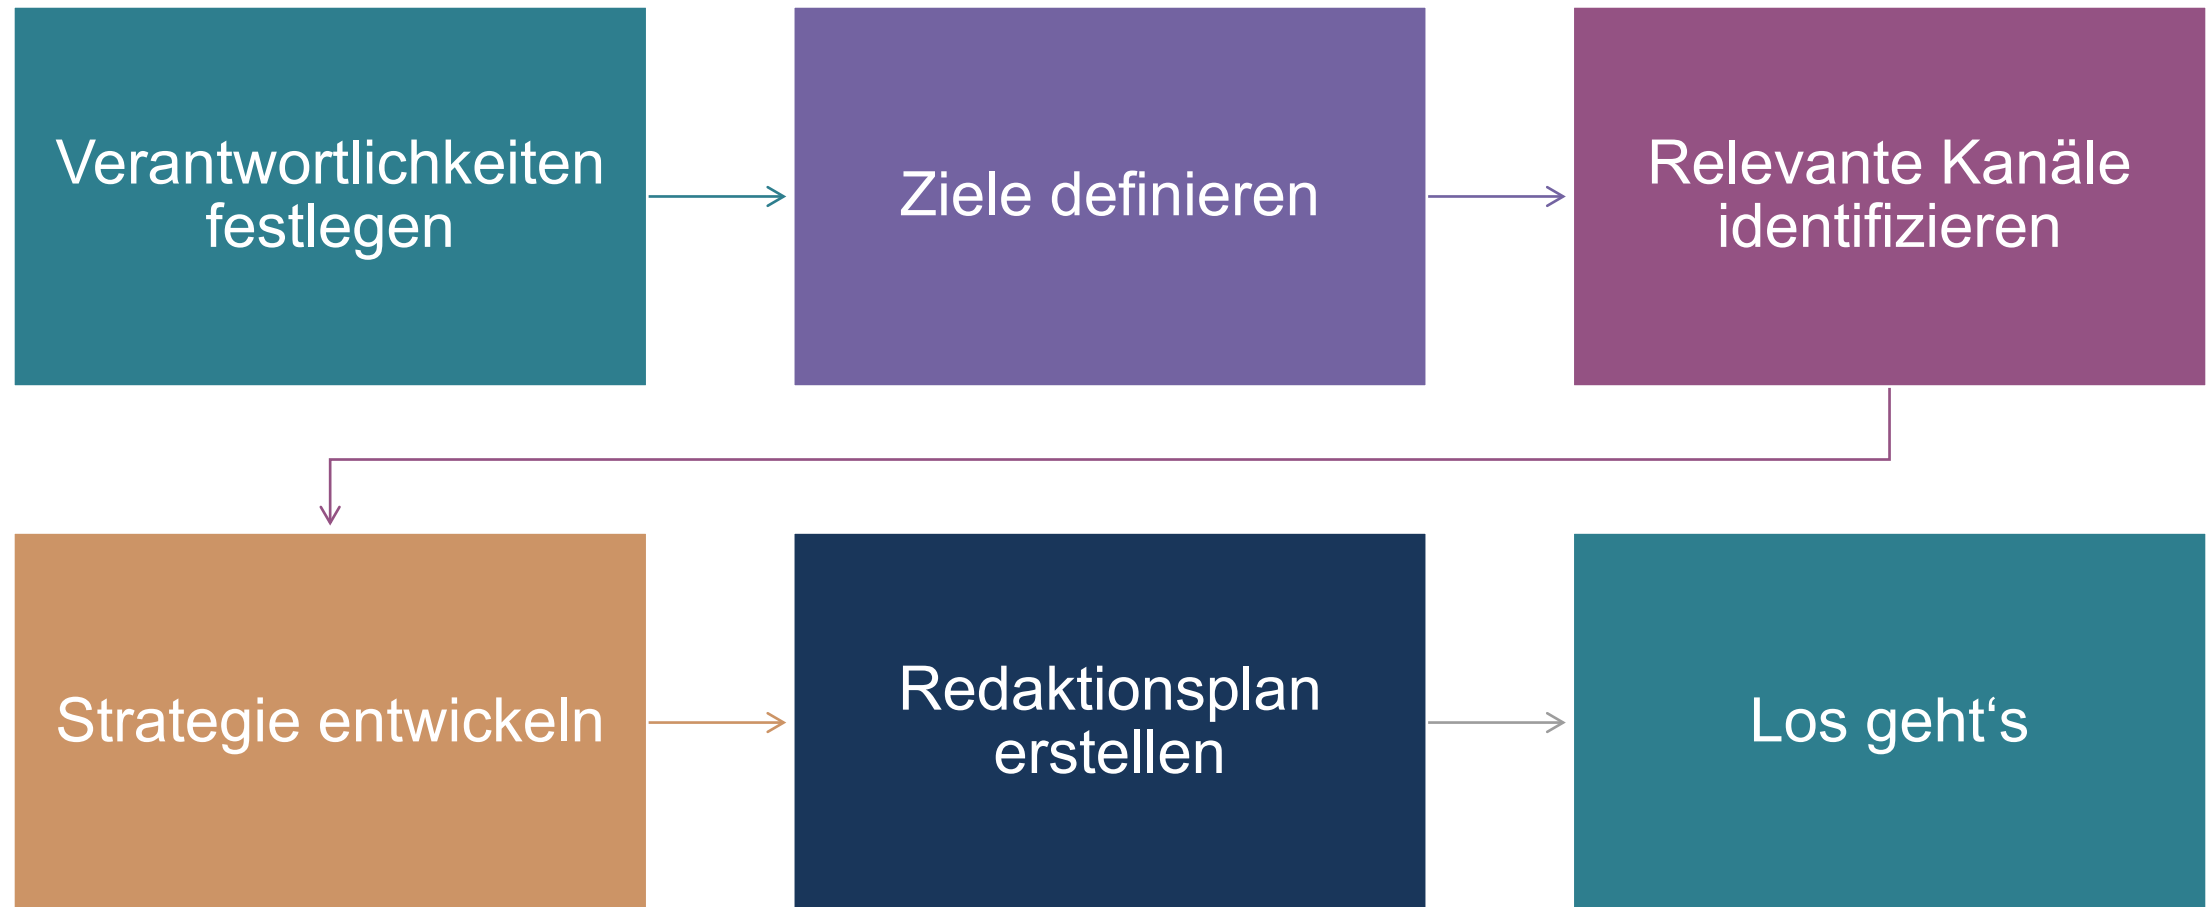 Verantwortlichkeiten
festlegen
Ziele definieren
Relevante Kanäle
identifizieren
Strategie entwickeln
Redaktionsplan
erstellen
Los geht‘s